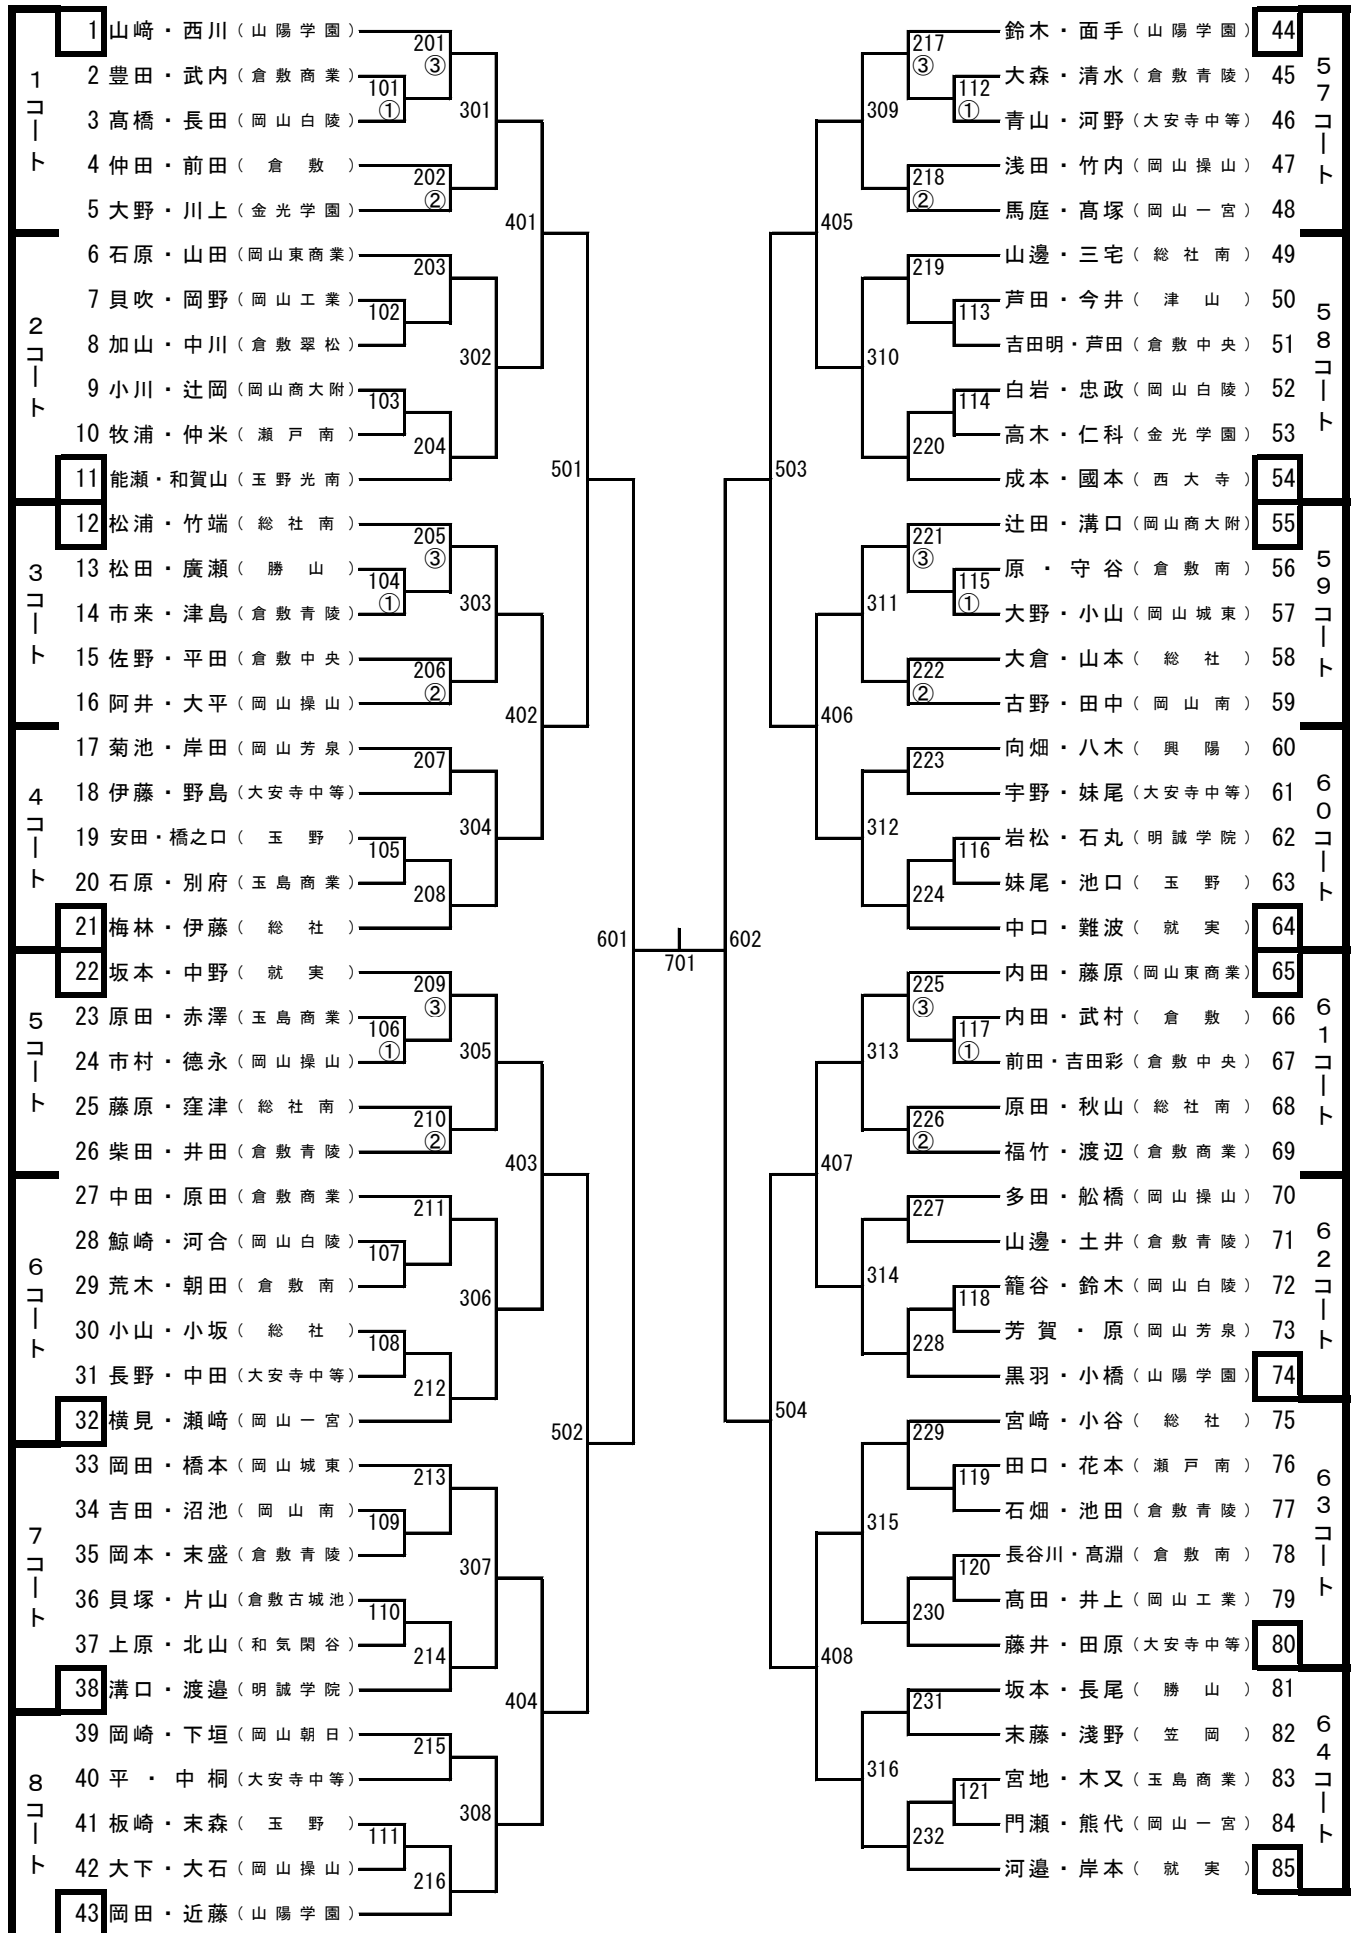 1コート
1 山﨑・西川（山陽学園）
2 豊田・武内（倉敷商業）
3 髙橋・長田（岡山白陵）
4 仲田・前田（倉敷）
5 大野・川上（金光学園）
2コート
6 石原・山田（岡山東商業）
7 貝吹・岡野（岡山工業）
8 加山・中川（倉敷翠松）
9 小川・辻岡（岡山商大附）
10 牧浦・仲米（瀬戸南）
11 能瀬・和賀山（玉野光南）
3コート
12 松浦・竹端（総社南）
13 松田・廣瀬（勝山）
14 市来・津島（倉敷青陵）
15 佐野・平田（倉敷中央）
16 阿井・大平（岡山操山）
4コート
17 菊池・岸田（岡山芳泉）
18 伊藤・野島（大安寺中等）
19 安田・橋之口（玉野）
20 石原・別府（玉島商業）
21 梅林・伊藤（総社）
5コート
22 坂本・中野（就実）
23 原田・赤澤（玉島商業）
24 市村・德永（岡山操山）
25 藤原・窪津（総社南）
26 柴田・井田（倉敷青陵）
6コート
27 中田・原田（倉敷商業）
28 鯨崎・河合（岡山白陵）
29 荒木・朝田（倉敷南）
30 小山・小坂（総社）
31 長野・中田（大安寺中等）
32 横見・瀬﨑（岡山一宮）
7コート
33 岡田・橋本（岡山城東）
34 吉田・沼池（岡山南）
35 岡本・末盛（倉敷青陵）
36 貝塚・片山（倉敷古城池）
37 上原・北山（和気閑谷）
38 溝口・渡邉（明誠学院）
8コート
39 岡崎・下垣（岡山朝日）
40 平・中桐（大安寺中等）
41 板崎・末森（玉野）
42 大下・大石（岡山操山）
43 岡田・近藤（山陽学園）
101 ①
102
103
104 ①
105
106 ①
107
108
109
110
111
201 ③
202 ②
203
204
205 ③
206 ②
207
208
209 ③
210 ②
211
212
213
214
215
216
301
302
303
304
305
306
307
308
401
402
403
404
501
502
601
701
602
503
504
405
406
407
408
309
310
311
312
313
314
315
316
217 ③
218 ②
219
220
221 ③
222 ②
223
224
225 ③
226 ②
227
228
229
230
231
232
112 ①
113
114
115 ①
116
117 ①
118
119
120
121
57コート
鈴木・面手（山陽学園） 44
大森・清水（倉敷青陵） 45
青山・河野（大安寺中等） 46
浅田・竹内（岡山操山） 47
馬庭・髙塚（岡山一宮） 48
58コート
山邊・三宅（総社南） 49
芦田・今井（津山） 50
吉田明・芦田（倉敷中央） 51
白岩・忠政（岡山白陵） 52
高木・仁科（金光学園） 53
成本・國本（西大寺） 54
59コート
辻田・溝口（岡山商大附） 55
原・守谷（倉敷南） 56
大野・小山（岡山城東） 57
大倉・山本（総社） 58
古野・田中（岡山南） 59
60コート
向畑・八木（興陽） 60
宇野・妹尾（大安寺中等） 61
岩松・石丸（明誠学院） 62
妹尾・池口（玉野） 63
中口・難波（就実） 64
61コート
内田・藤原（岡山東商業） 65
内田・武村（倉敷） 66
前田・吉田彩（倉敷中央） 67
原田・秋山（総社南） 68
福竹・渡辺（倉敷商業） 69
62コート
多田・舩橋（岡山操山） 70
山邊・土井（倉敷青陵） 71
籠谷・鈴木（岡山白陵） 72
芳賀・原（岡山芳泉） 73
黒羽・小橋（山陽学園） 74
63コート
宮﨑・小谷（総社） 75
田口・花本（瀬戸南） 76
石畑・池田（倉敷青陵） 77
長谷川・髙淵（倉敷南） 78
髙田・井上（岡山工業） 79
藤井・田原（大安寺中等） 80
64コート
坂本・長尾（勝山） 81
末藤・淺野（笠岡） 82
宮地・木又（玉島商業） 83
門瀬・熊代（岡山一宮） 84
河邉・岸本（就実） 85